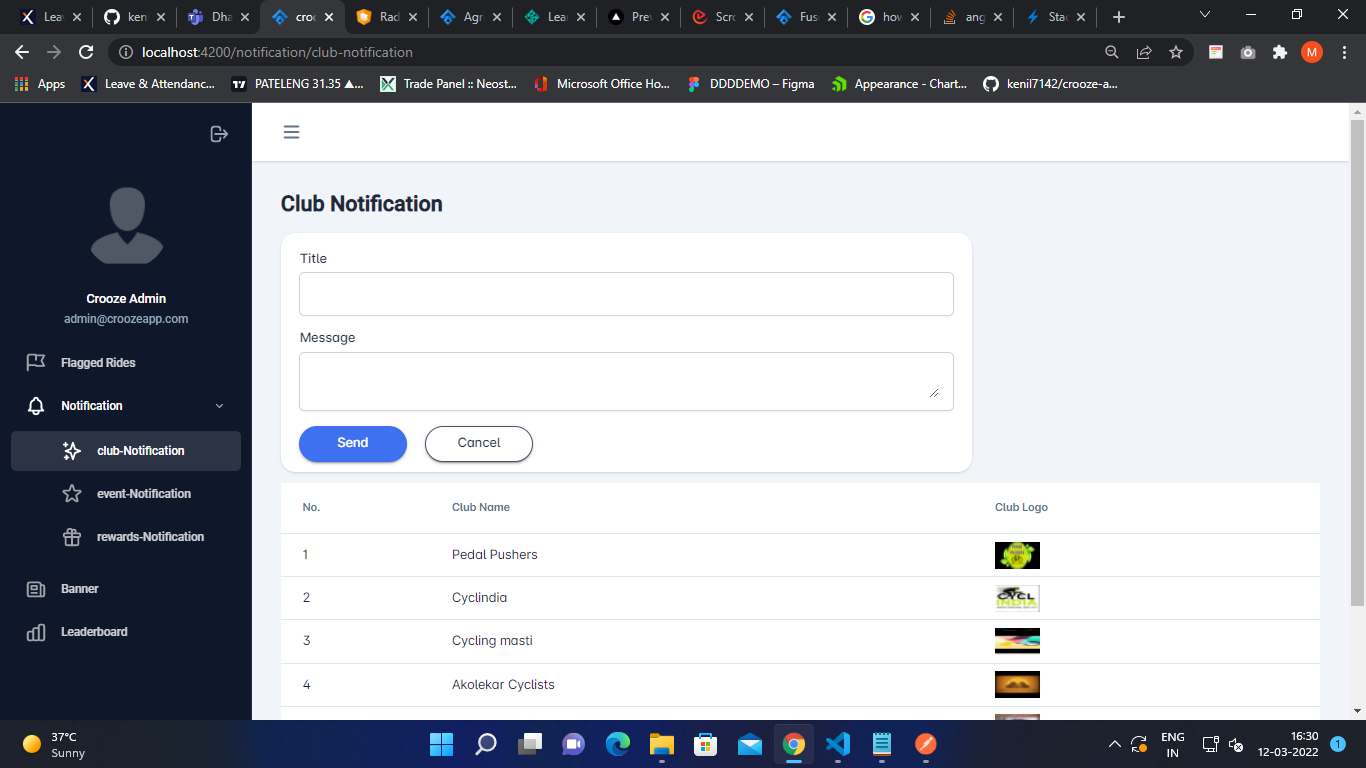 Leav
ken
Dha
croo
Rad
Agr
Lear
Prev
Scro
Fuse
how
ang
Stac
localhost:4200/notification/club-notification
M
Apps
Leave & Attendanc...
PATELENG 31.35 ▲...
Trade Panel :: Neost...
Microsoft Office Ho...
DDDDEMO – Figma
Appearance - Chart...
kenil7142/crooze-a...
Crooze Admin
admin@croozeapp.com
Flagged Rides
Notification
club-Notification
event-Notification
rewards-Notification
Banner
Leaderboard
Club Notification
Title
Message
Send Cancel
No. Club Name Club Logo
1 Pedal Pushers
2 Cyclindia
CYCL
INDIA
3 Cycling masti
4 Akolekar Cyclists
37°C
Sunny
ENG
IN
16:30
12-03-2022
1